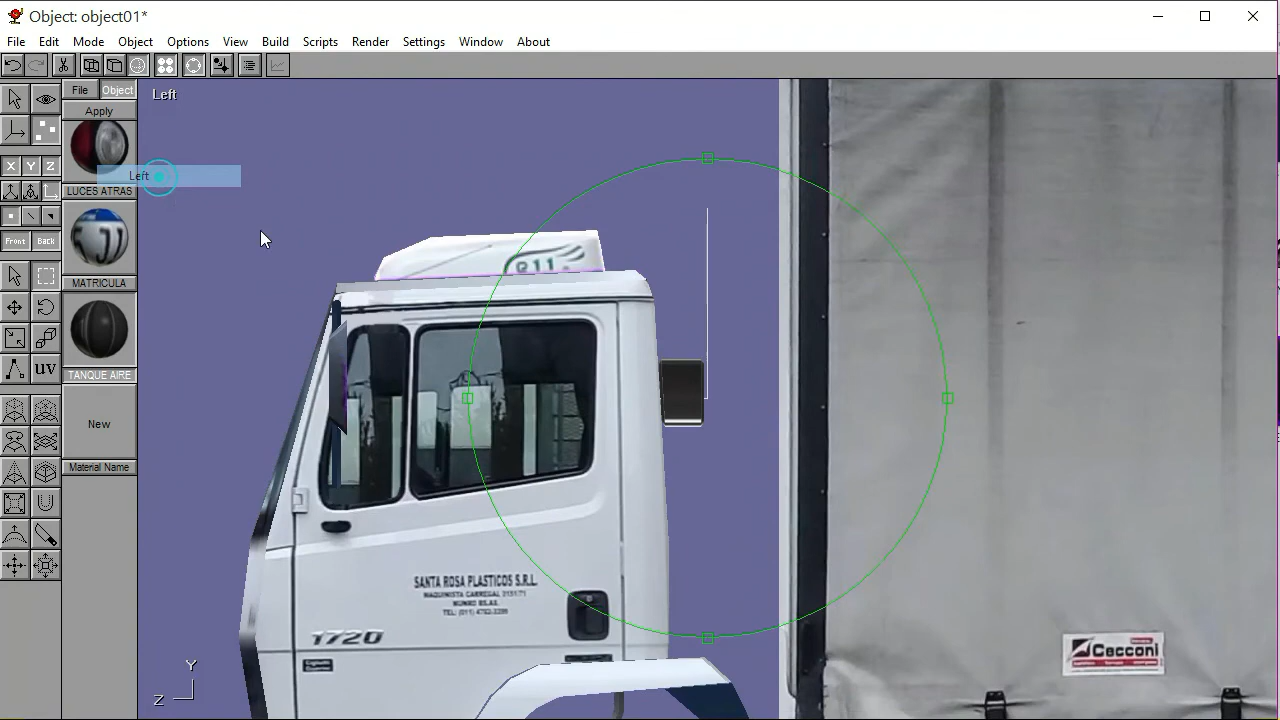 Object: object01*
File Edit Mode Object Options View Build Scripts Render Settings Window About
File Object
Left
Apply
X Y Z
Left
LUCES ATRAS
Front Back
MATRICULA
uv
TANQUE AIRE
New
Material Name
SANTA ROSA PLASTICOS S.R.L.
1720
Cecconi
Y
Z